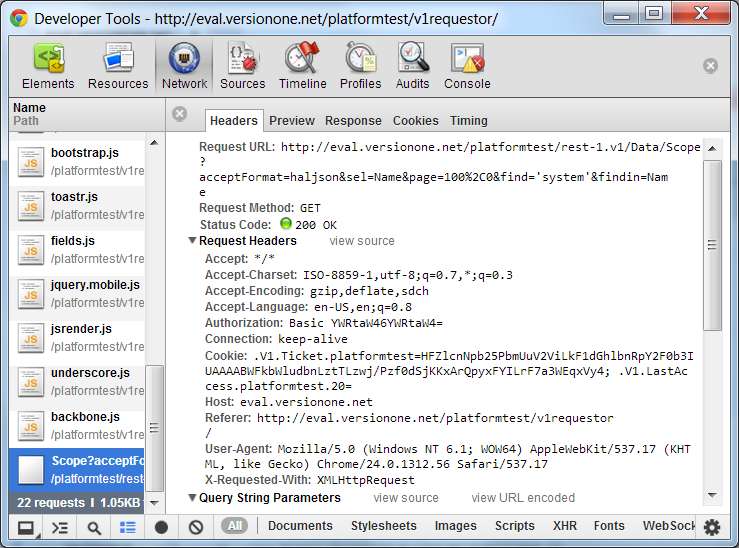 Developer Tools - http://eval.versionone.net/platformtest/v1requestor/
Elements Resources Network Sources Timeline Profiles Audits Console
Name
Path
bootstrap.js
/platformtest/v1re
toastr.js
/platformtest/v1re
fields.js
/platformtest/v1re
jquery.mobile.js
/platformtest/v1re
jsrender.js
/platformtest/v1re
underscore.js
/platformtest/v1re
backbone.js
/platformtest/v1re
Scope?acceptFo
/platformtest/rest
22 requests | 1.05KB
Headers Preview Response Cookies Timing
Request URL: http://eval.versionone.net/platformtest/rest-1.v1/Data/Scope
?
acceptFormat=haljson&sel=Name&page=100%2C0&find='system'&findin=Nam
e
Request Method: GET
Status Code: 200 OK
Request Headers view source
Accept: */*
Accept-Charset: ISO-8859-1,utf-8;q=0.7,*;q=0.3
Accept-Encoding: gzip,deflate,sdch
Accept-Language: en-US,en;q=0.8
Authorization: Basic YWRtaW46YWRtaW4=
Connection: keep-alive
Cookie: .V1.Ticket.platformtest=HFZlcnNpb25PbmUuV2ViLkF1dGhlbnRpY2F0b3I
UAAAABWFkbWludbnLztTLzwj/Pzf0dSjKKxArQpyxFYILrF7a3WEqxVy4; .V1.LastAc
cess.platformtest.20=
Host: eval.versionone.net
Referer: http://eval.versionone.net/platformtest/v1requestor
/
User-Agent: Mozilla/5.0 (Windows NT 6.1; WOW64) AppleWebKit/537.17 (KHT
ML, like Gecko) Chrome/24.0.1312.56 Safari/537.17
X-Requested-With: XMLHttpRequest
Query String Parameters view source view URL encoded
All Documents Stylesheets Images Scripts XHR Fonts WebSock